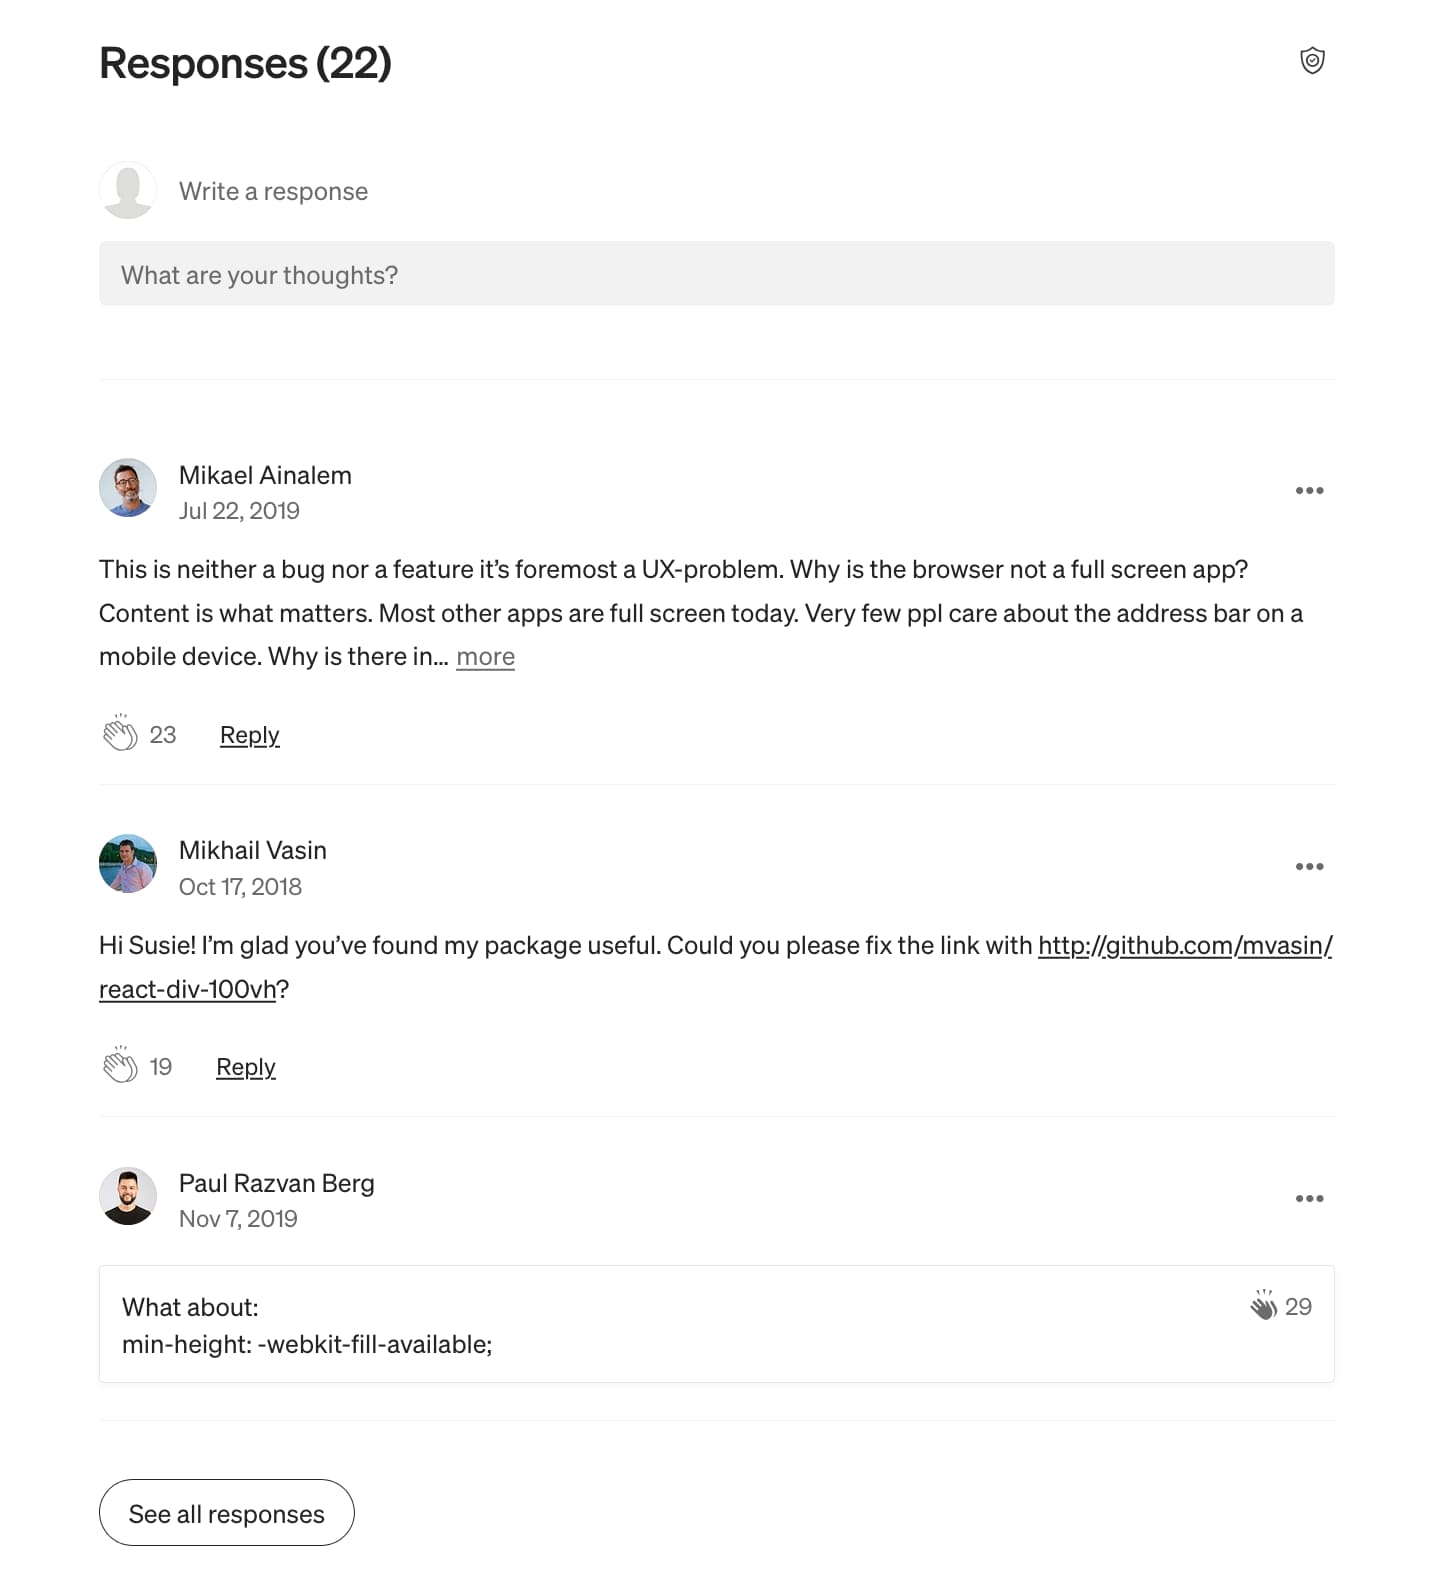 Responses (22)
Write a response
What are your thoughts?
Mikael Ainalem
Jul 22, 2019
This is neither a bug nor a feature it’s foremost a UX-problem. Why is the browser not a full screen app?
Content is what matters. Most other apps are full screen today. Very few ppl care about the address bar on a
mobile device. Why is there in... more
23 Reply
Mikhail Vasin
Oct 17, 2018
Hi Susie! I’m glad you’ve found my package useful. Could you please fix the link with http://github.com/mvasin/
react-div-100vh?
19 Reply
Paul Razvan Berg
Nov 7, 2019
What about:
29
min-height: -webkit-fill-available;
See all responses